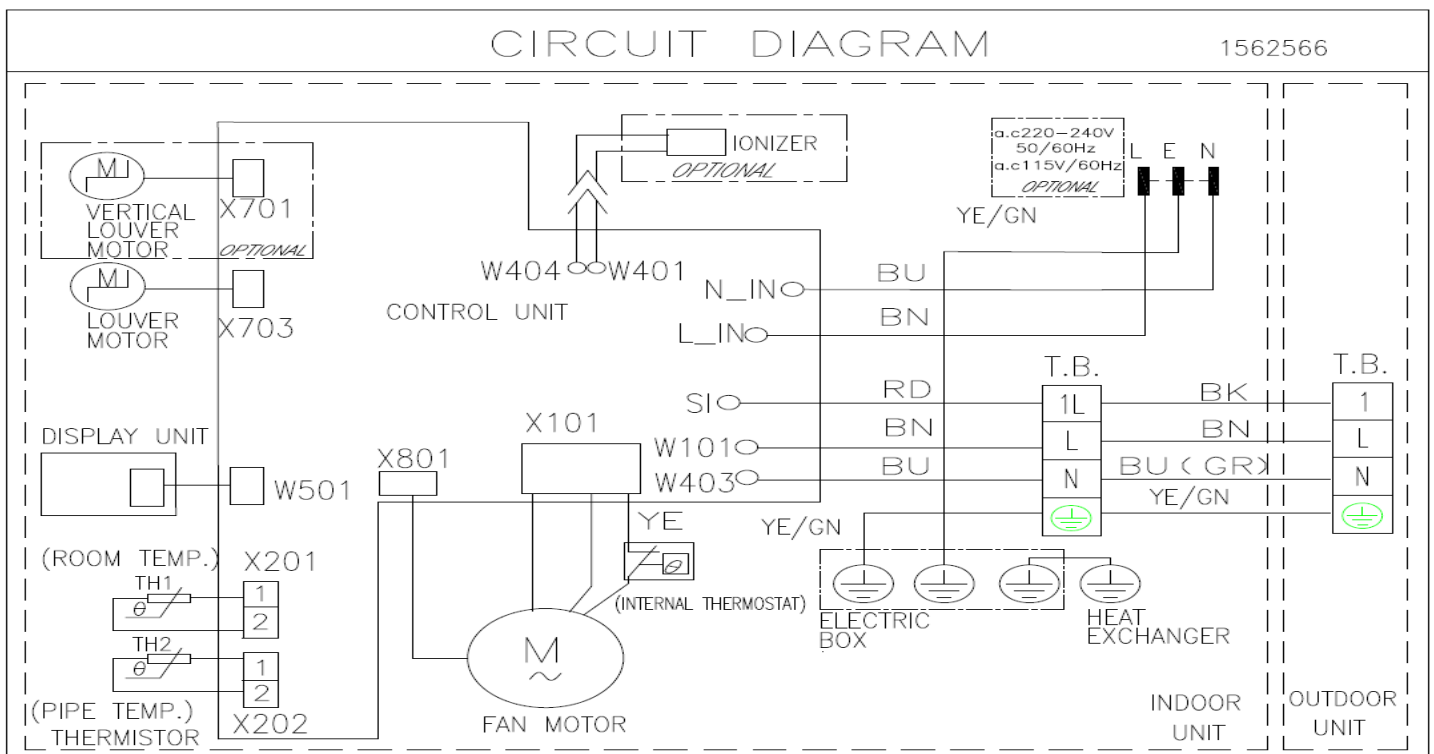 CIRCUIT DIAGRAM
1562566
M
VERTICAL
LOUVER
MOTOR
X701
OPTIONAL
M
LOUVER
MOTOR
X703
IONIZER
OPTIONAL
W404
W401
CONTROL UNIT
a.c220-240V
50/60Hz
a.c115V/60Hz
OPTIONAL
L E N
YE/GN
N_IN
BU
L_IN
BN
SI
RD
W101
BN
W403
BU
T.B.
1L
L
N
BK
BN
BU(GR)
YE/GN
T.B.
1
L
N
DISPLAY UNIT
W501
X801
X101
YE
θ
(INTERNAL THERMOSTAT)
M
~
FAN MOTOR
YE/GN
ELECTRIC
BOX
HEAT
EXCHANGER
(ROOM TEMP.)
TH1
θ
X201
1
2
TH2
θ
1
2
X202
(PIPE TEMP.)
THERMISTOR
INDOOR
UNIT
OUTDOOR
UNIT